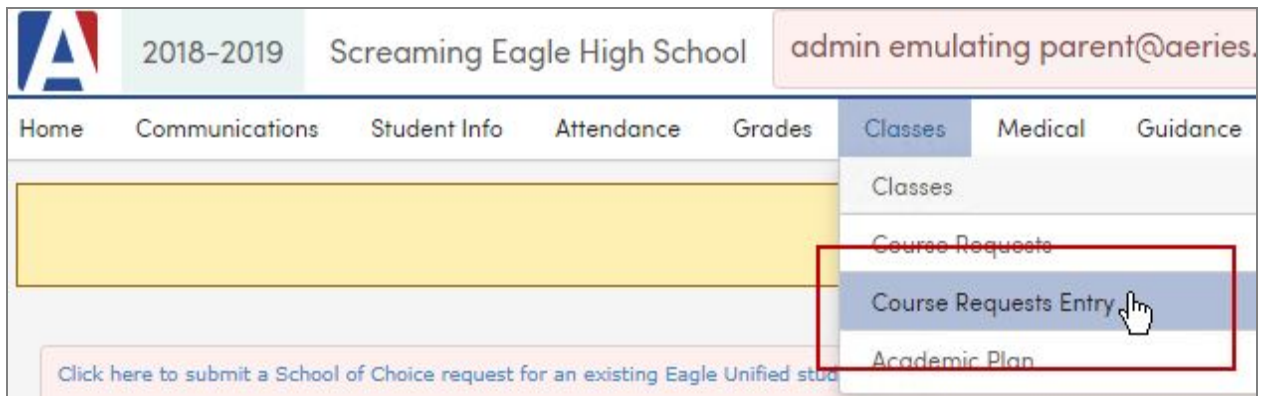 2018-2019 Screaming Eagle High School admin emulating parent@aeries.
Home Communications Student Info Attendance Grades Classes Medical Guidance
Classes
Course Requests
Course Requests Entry
Academic Plan
Click here to submit a School of Choice request for an existing Eagle Unified stud